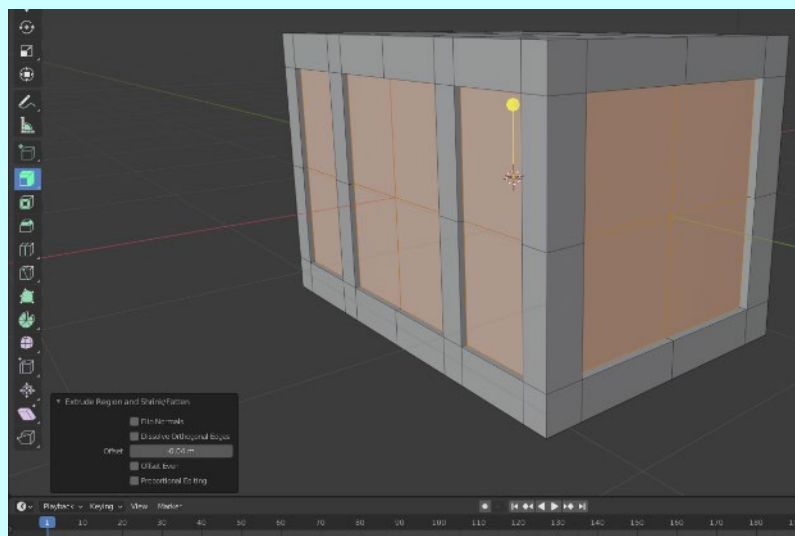 Extrude Region and Shrink/Fatten
Flip Normals
Dissolve Orthogonal Edges
Offset -0.04 m
Offset Even
Proportional Editing
Playback Keying View Marker
1 10 20 30 40 50 60 70 80 90 100 110 120 130 140 150 160 170 180